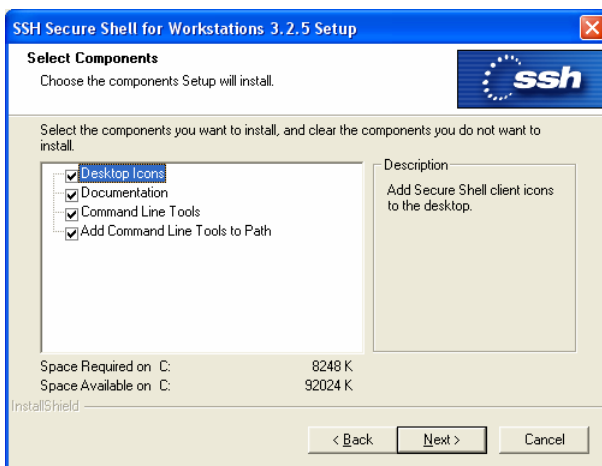 SSH Secure Shell for Workstations 3.2.5 Setup
Select Components
Choose the components Setup will install.
ssh
Select the components you want to install, and clear the components you do not want to
install.
Desktop Icons
Documentation
Command Line Tools
Add Command Line Tools to Path
Description
Add Secure Shell client icons
to the desktop.
Space Required on C: 8248 K
Space Available on C: 92024 K
InstallShield
< Back Next > Cancel